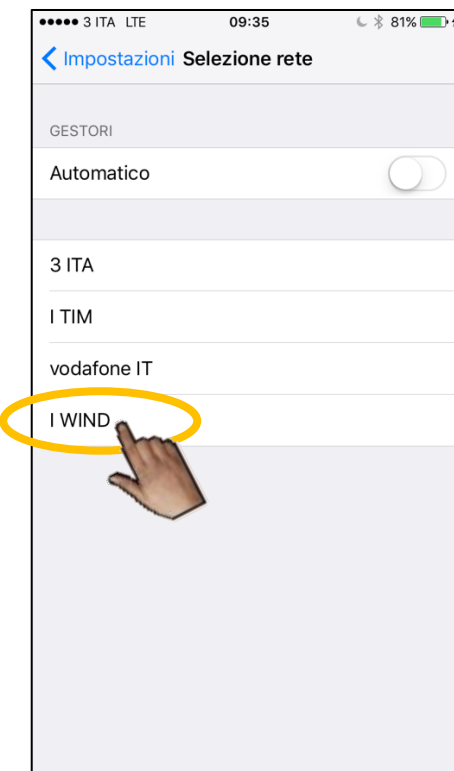 3 ITA LTE 09:35 81%
Impostazioni Selezione rete
GESTORI
Automatico
3 ITA
I TIM
vodafone IT
I WIND